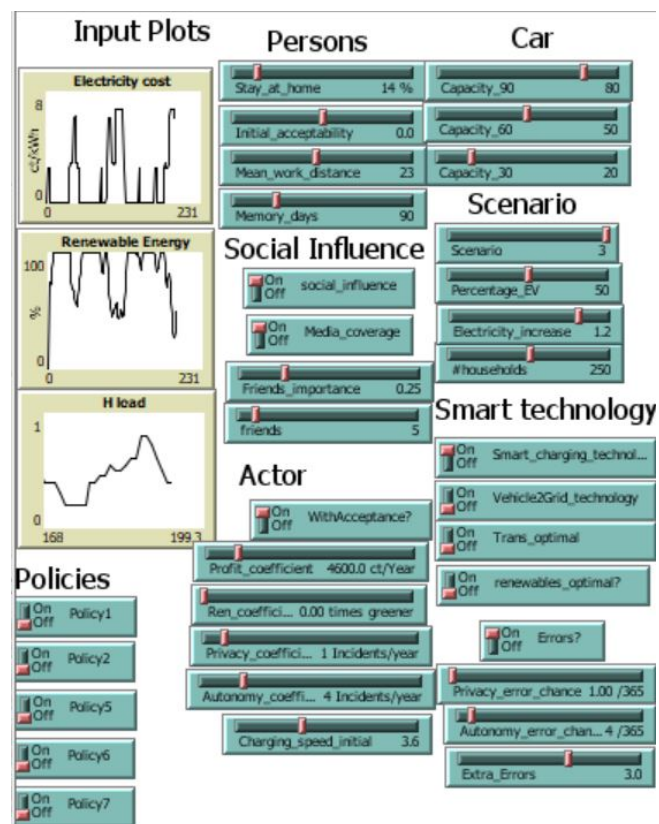 Input Plots
Electricity cost
8
ct/kWh
0
0 231
Renewable Energy
100
%
0
0 231
H load
1
0
168 199.3
Policies
On
Off
Policy1
On
Off
Policy2
On
Off
Policy5
On
Off
Policy6
On
Off
Policy7
Persons
Stay_at_home 14 %
Initial_acceptability 0.0
Mean_work_distance 23
Memory_days 90
Social Influence
On
Off
social_influence
On
Off
Media_coverage
Friends_importance 0.25
friends 5
Actor
On
Off
WithAcceptance?
Profit_coefficient 4600.0 ct/Year
Ren_coeffici... 0.00 times greener
Privacy_coeffici... 1 Incidents/year
Autonomy_coeffi... 4 Incidents/year
Charging_speed_initial 3.6
Car
Capacity_90 80
Capacity_60 50
Capacity_30 20
Scenario
Scenario 3
Percentage_EV 50
Electricity_increase 1.2
#households 250
Smart technology
On
Off
Smart_charging_technol...
On
Off
Vehicle2Grid_technology
On
Off
Trans_optimal
On
Off
renewables_optimal?
On
Off
Errors?
Privacy_error_chance 1.00 /365
Autonomy_error_chan... 4 /365
Extra_Errors 3.0